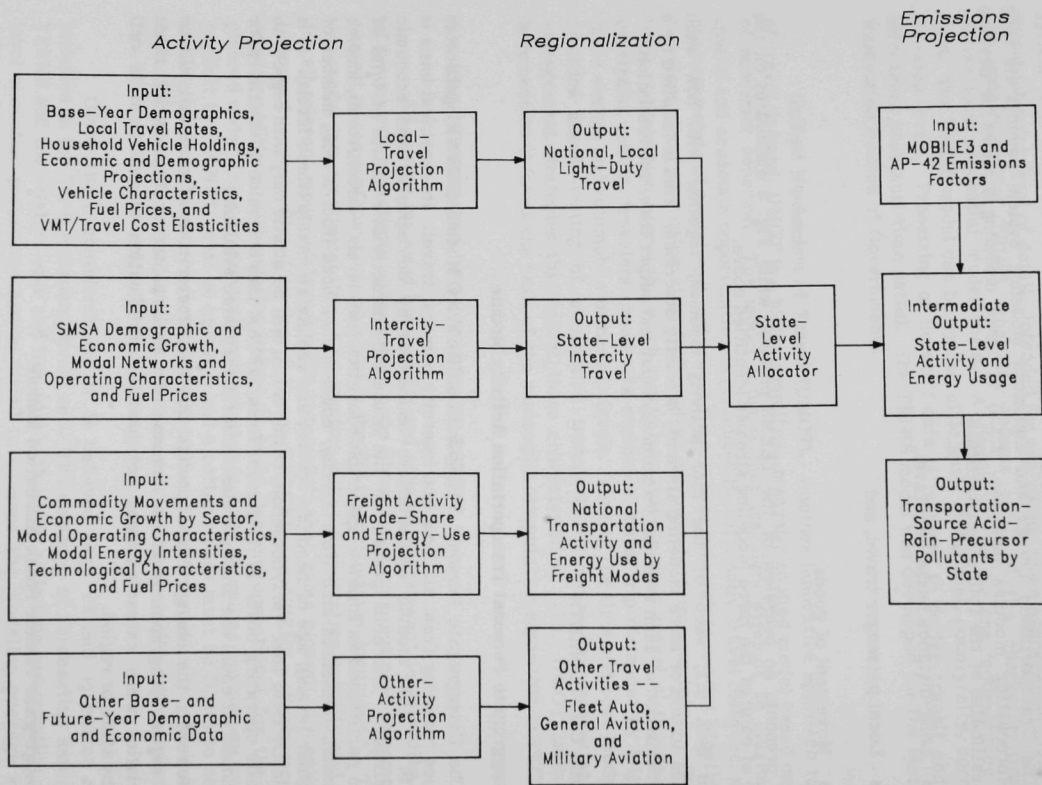 Activity Projection
Regionalization
Emissions
Projection
Input:
Base-Year Demographics,
Local Travel Rates,
Household Vehicle Holdings,
Economic and Demographic
Projections,
Vehicle Characteristics,
Fuel Prices, and
VMT/Travel Cost Elasticities
Local-
Travel
Projection
Algorithm
Output:
National, Local
Light-Duty
Travel
Input:
MOBILE3 and
AP-42 Emissions
Factors
Input:
SMSA Demographic and
Economic Growth,
Modal Networks and
Operating Characteristics,
and Fuel Prices
Intercity-
Travel
Projection
Algorithm
Output:
State-Level
Intercity
Travel
State-
Level
Activity
Allocator
Intermediate
Output:
State-Level
Activity and
Energy Usage
Input:
Commodity Movements and
Economic Growth by Sector,
Modal Operating Characteristics,
Modal Energy Intensities,
Technological Characteristics,
and Fuel Prices
Freight Activity
Mode-Share
and Energy-Use
Projection
Algorithm
Output:
National
Transportation
Activity and
Energy Use by
Freight Modes
Output:
Transportation-
Source Acid-
Rain-Precursor
Pollutants by
State
Input:
Other Base- and
Future-Year Demographic
and Economic Data
Other-
Activity
Projection
Algorithm
Output:
Other Travel
Activities --
Fleet Auto,
General Aviation,
and
Military Aviation